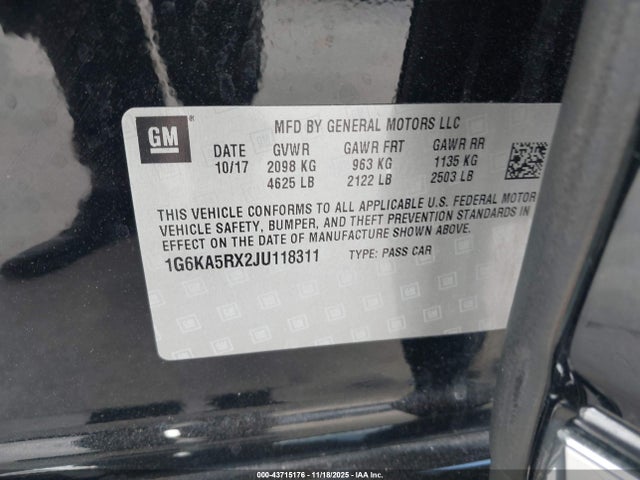 GM ®
MFD BY GENERAL MOTORS LLC
DATE GVWR GAWR FRT GAWR RR
10/17 2098 KG 963 KG 1135 KG
4625 LB 2122 LB 2503 LB
THIS VEHICLE CONFORMS TO ALL APPLICABLE U.S. FEDERAL MOTOR
VEHICLE SAFETY, BUMPER, AND THEFT PREVENTION STANDARDS IN
EFFECT ON THE DATE OF MANUFACTURE SHOWN ABOVE.
1G6KA5RX2JU118311 TYPE: PASS CAR
000-43715176 - 11/18/2025 - IAAI, Inc.